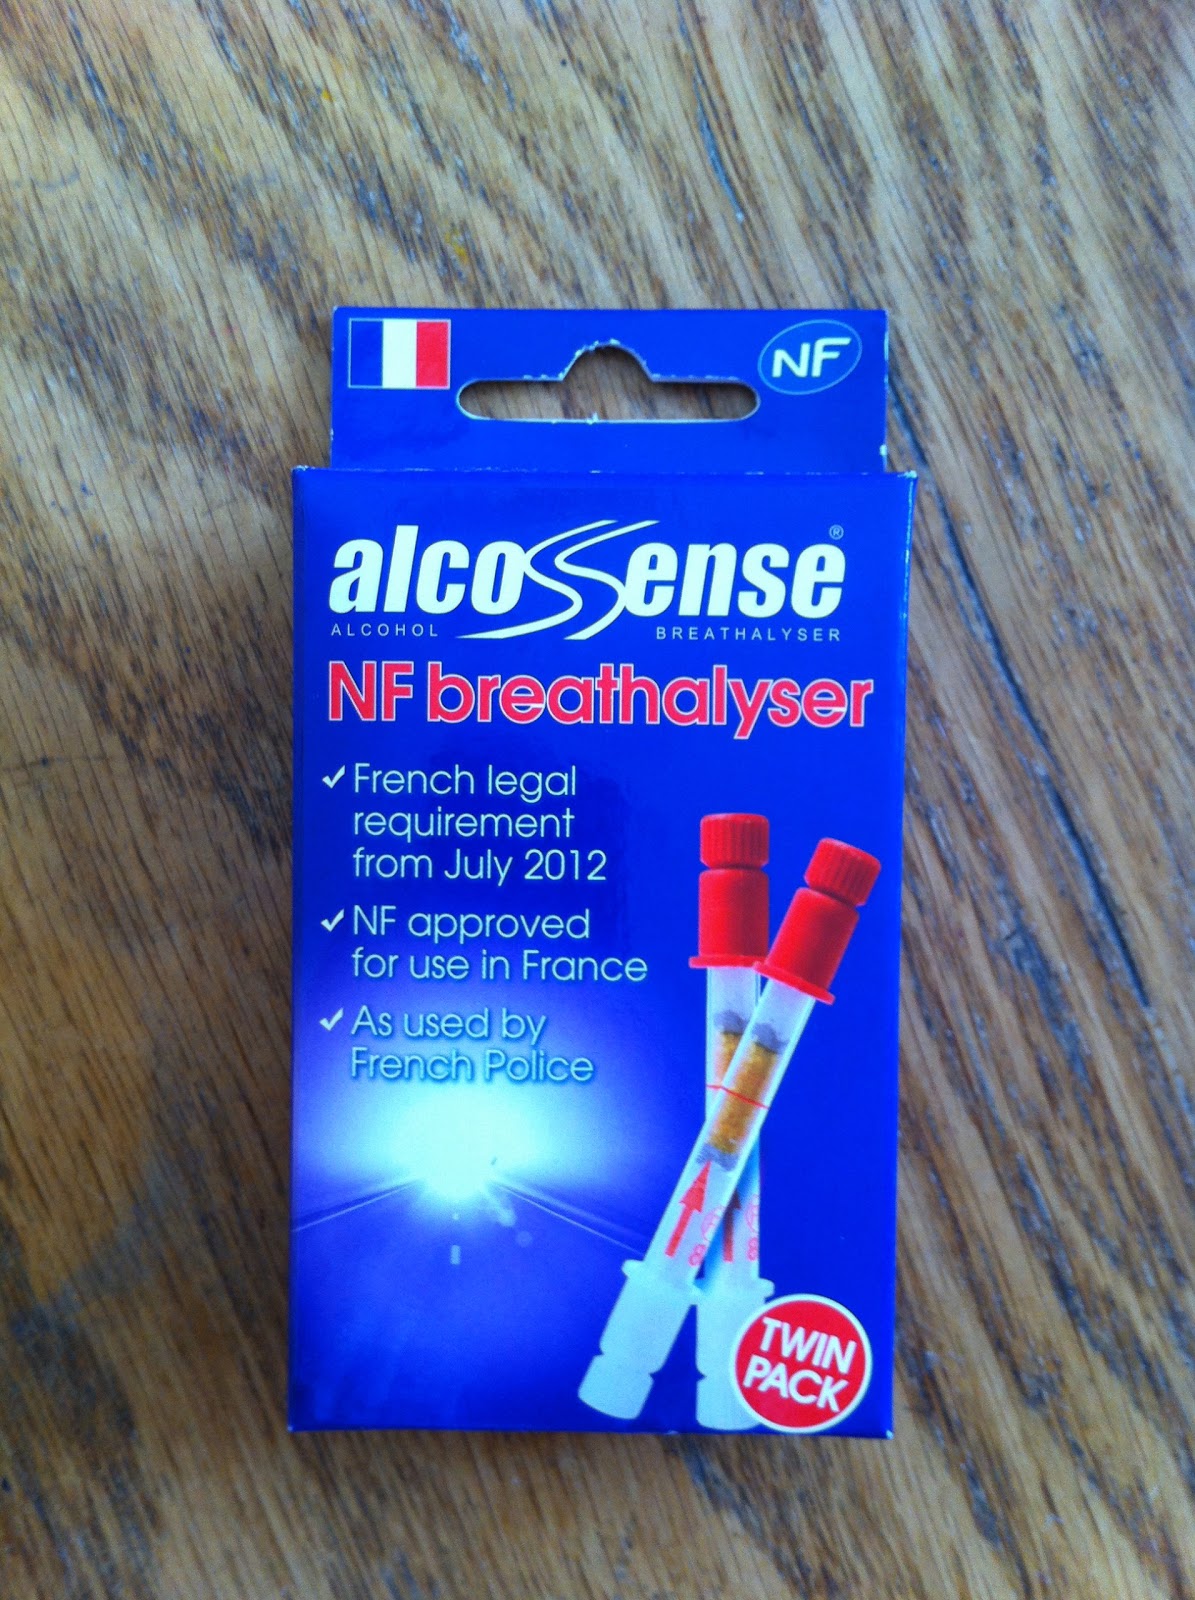 NF
alcoSense®
ALCOHOL BREATHALYSER
NF breathalyser
✓ French legal
requirement
from July 2012
✓ NF approved
for use in France
✓ As used by
French Police
TWIN
PACK